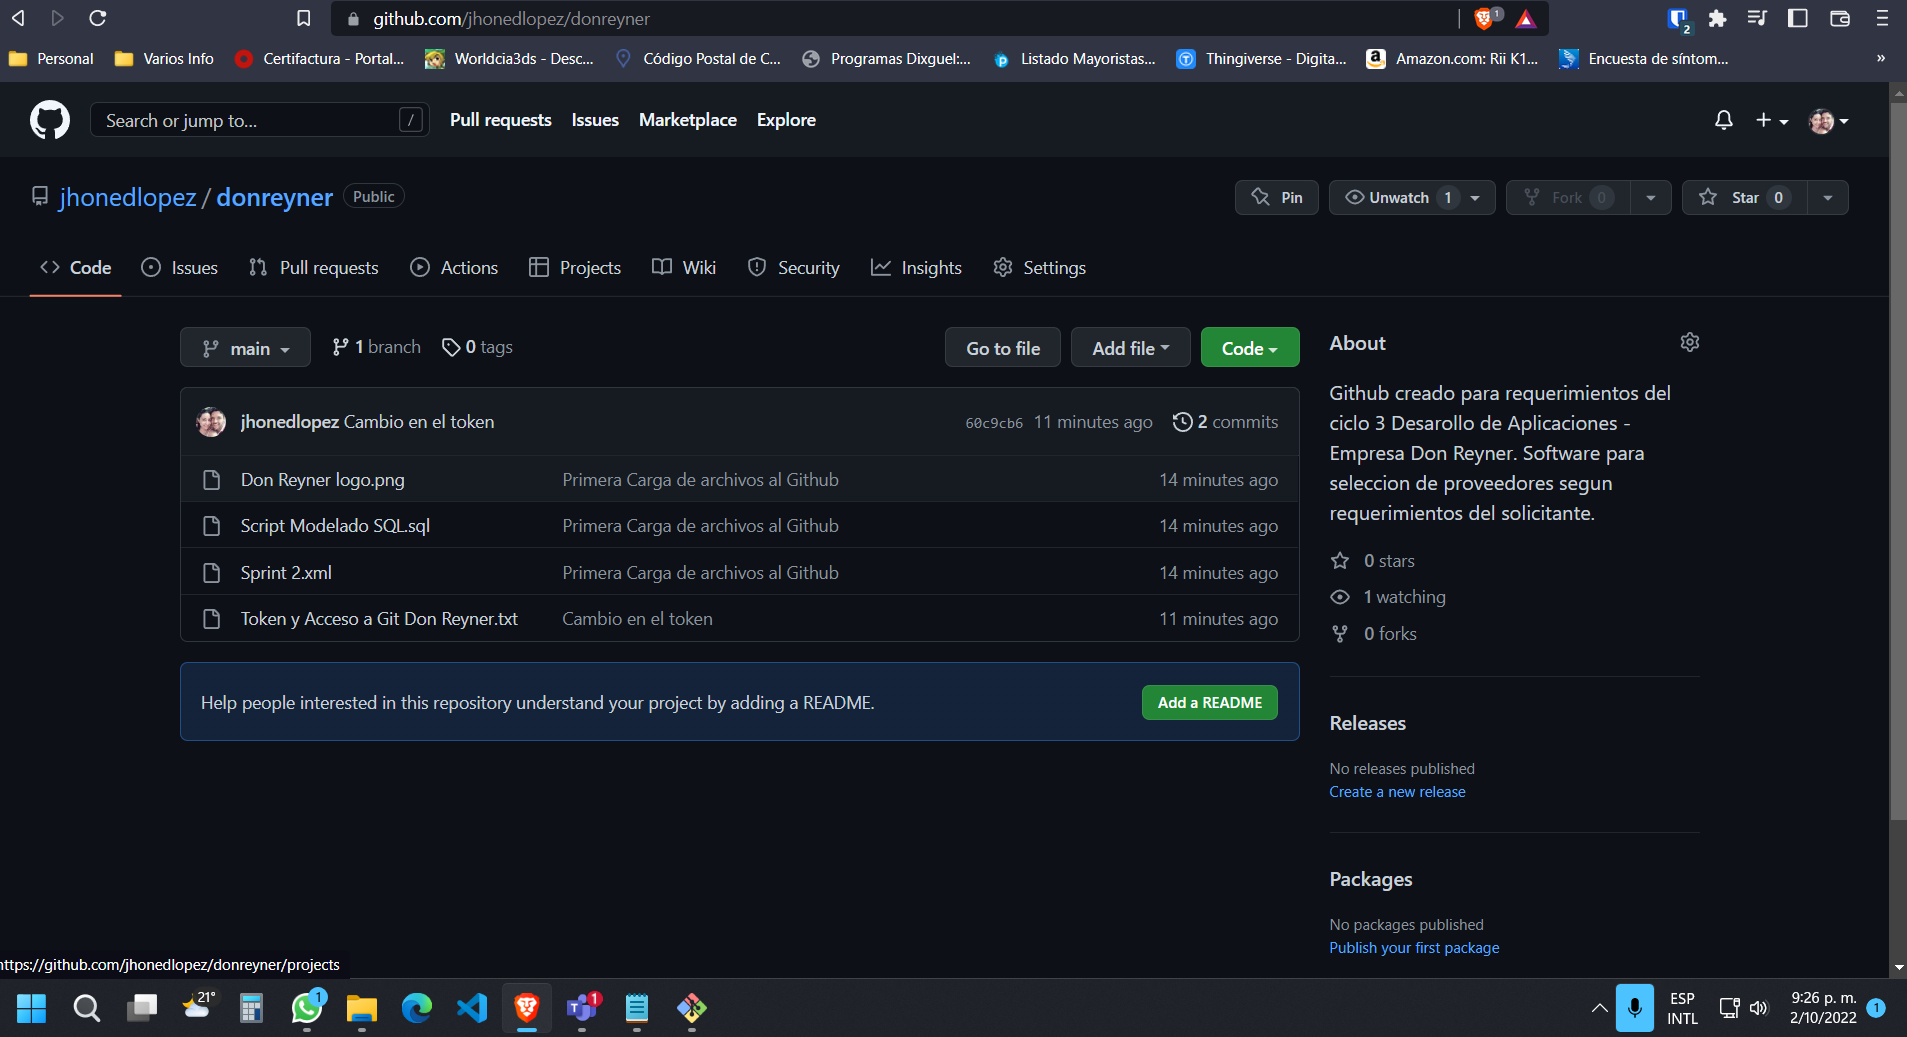 github.com/jhonedlopez/donreyner
1
2
Personal
Varios Info
Certifactura - Portal...
Worldcia3ds - Desc...
Código Postal de C...
Programas Dixguel:...
Listado Mayoristas...
Thingiverse - Digita...
Amazon.com: Rii K1...
Encuesta de síntom...
»
Search or jump to...
/
Pull requests
Issues
Marketplace
Explore
jhonedlopez / donreyner
Public
Pin
Unwatch 1
Fork 0
Star 0
Code
Issues
Pull requests
Actions
Projects
Wiki
Security
Insights
Settings
main
1 branch
0 tags
Go to file
Add file
Code
jhonedlopez Cambio en el token
60c9cb6 11 minutes ago
2 commits
Don Reyner logo.png
Primera Carga de archivos al Github
14 minutes ago
Script Modelado SQL.sql
Primera Carga de archivos al Github
14 minutes ago
Sprint 2.xml
Primera Carga de archivos al Github
14 minutes ago
Token y Acceso a Git Don Reyner.txt
Cambio en el token
11 minutes ago
Help people interested in this repository understand your project by adding a README.
Add a README
About
Github creado para requerimientos del
ciclo 3 Desarollo de Aplicaciones -
Empresa Don Reyner. Software para
seleccion de proveedores segun
requerimientos del solicitante.
0 stars
1 watching
0 forks
Releases
No releases published
Create a new release
Packages
No packages published
Publish your first package
https://github.com/jhonedlopez/donreyner/projects
21°
1
1
ESP
INTL
9:26 p. m.
2/10/2022
1